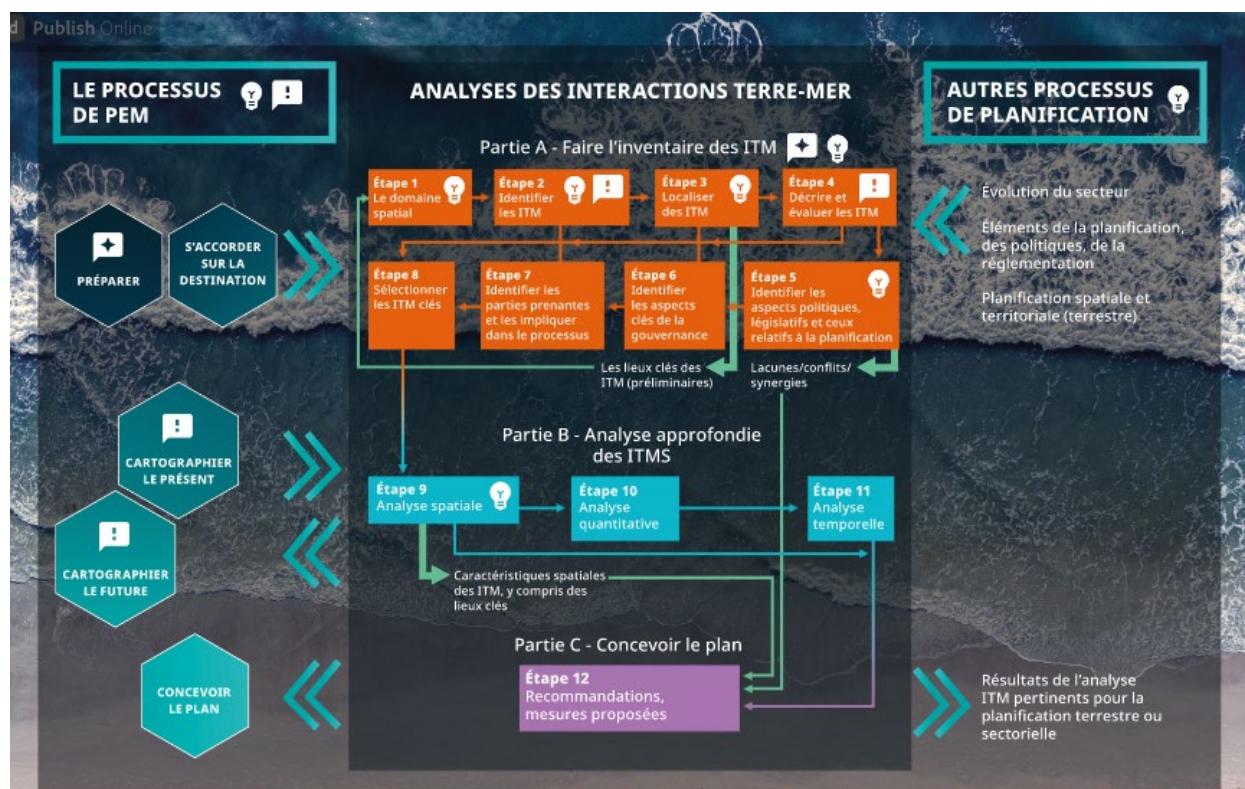 d Publish Online
LE PROCESSUS
DE PEM
ANALYSES DES INTERACTIONS TERRE-MER
AUTRES PROCESSUS
DE PLANIFICATION
Partie A - Faire l'inventaire des ITM
Étape 1
Le domaine
spatial
Étape 2
Identifier
les ITM
Étape 3
Localiser
des ITM
Étape 4
Décrire et
évaluer les ITM
Évolution du secteur
Éléments de la planification,
des politiques, de la
réglementation
Planification spatiale et
territoriale (terrestre)
PRÉPARER
S'ACCORDER
SUR LA
DESTINATION
Étape 8
Sélectionner
les ITM clés
Étape 7
Identifier les
parties prenantes
et les impliquer
dans le processus
Étape 6
Identifier
les aspects
clés de la
gouvernance
Étape 5
Identifier les
aspects politiques,
législatifs et ceux
relatifs à la planification
Les lieux clés des
ITM (préliminaires)
Lacunes/conflits/
synergies
CARTOGRAPHIER
LE PRÉSENT
Partie B - Analyse approfondie
des ITMS
Étape 9
Analyse spatiale
Étape 10
Analyse
quantitative
Étape 11
Analyse
temporelle
CARTOGRAPHIER
LE FUTURE
Caractéristiques spatiales
des ITM, y compris des
lieux clés
Partie C - Concevoir le plan
CONCEVOIR
LE PLAN
Étape 12
Recommandations,
mesures proposées
Résultats de l'analyse
ITM pertinents pour la
planification terrestre ou
sectorielle